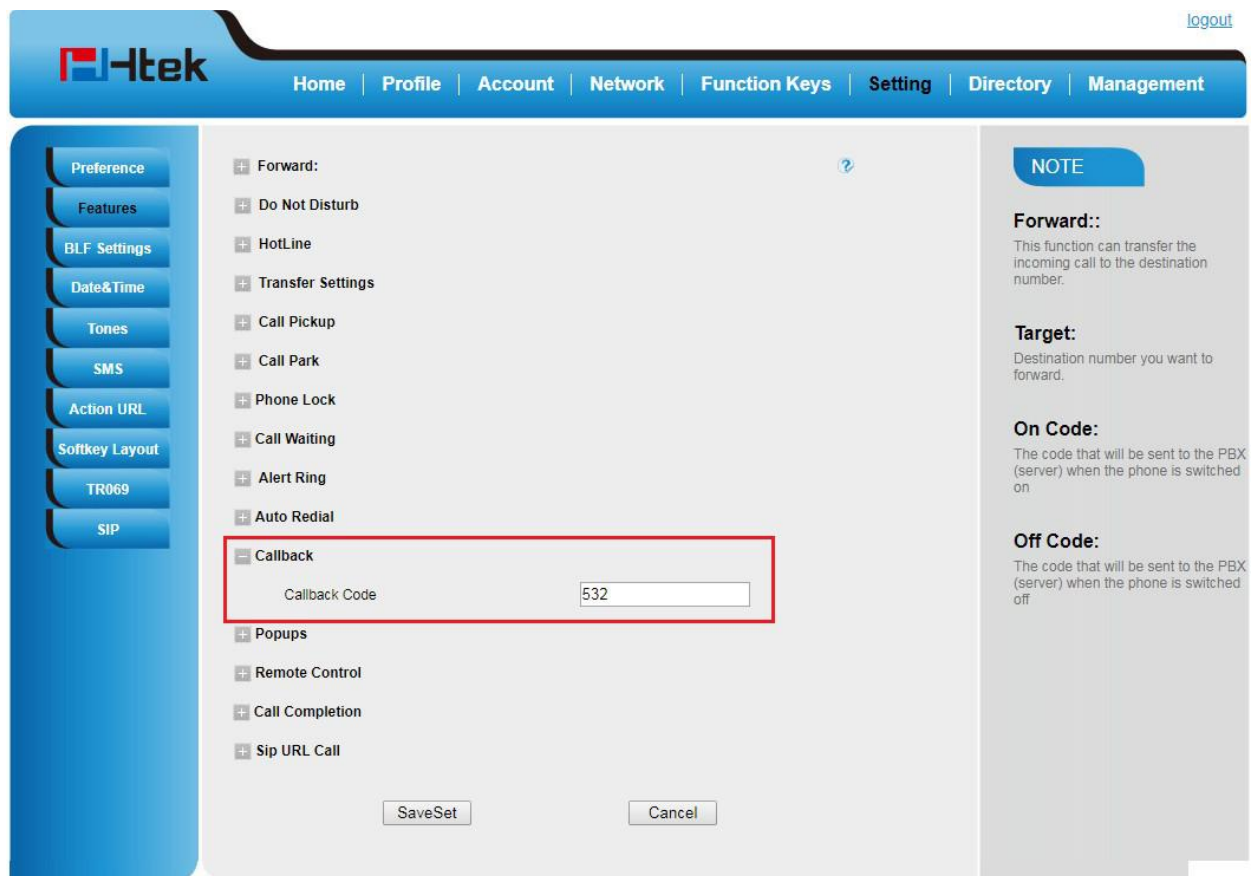 logout
Htek
Home | Profile | Account | Network | Function Keys | Setting | Directory | Management
Preference
Features
BLF Settings
Date&Time
Tones
SMS
Action URL
Softkey Layout
TR069
SIP
Forward:
Do Not Disturb
HotLine
Transfer Settings
Call Pickup
Call Park
Phone Lock
Call Waiting
Alert Ring
Auto Redial
Callback
Callback Code 532
Popups
Remote Control
Call Completion
Sip URL Call
SaveSet Cancel
NOTE
Forward::
This function can transfer the
incoming call to the destination
number.
Target:
Destination number you want to
forward.
On Code:
The code that will be sent to the PBX
(server) when the phone is switched
on
Off Code:
The code that will be sent to the PBX
(server) when the phone is switched
off